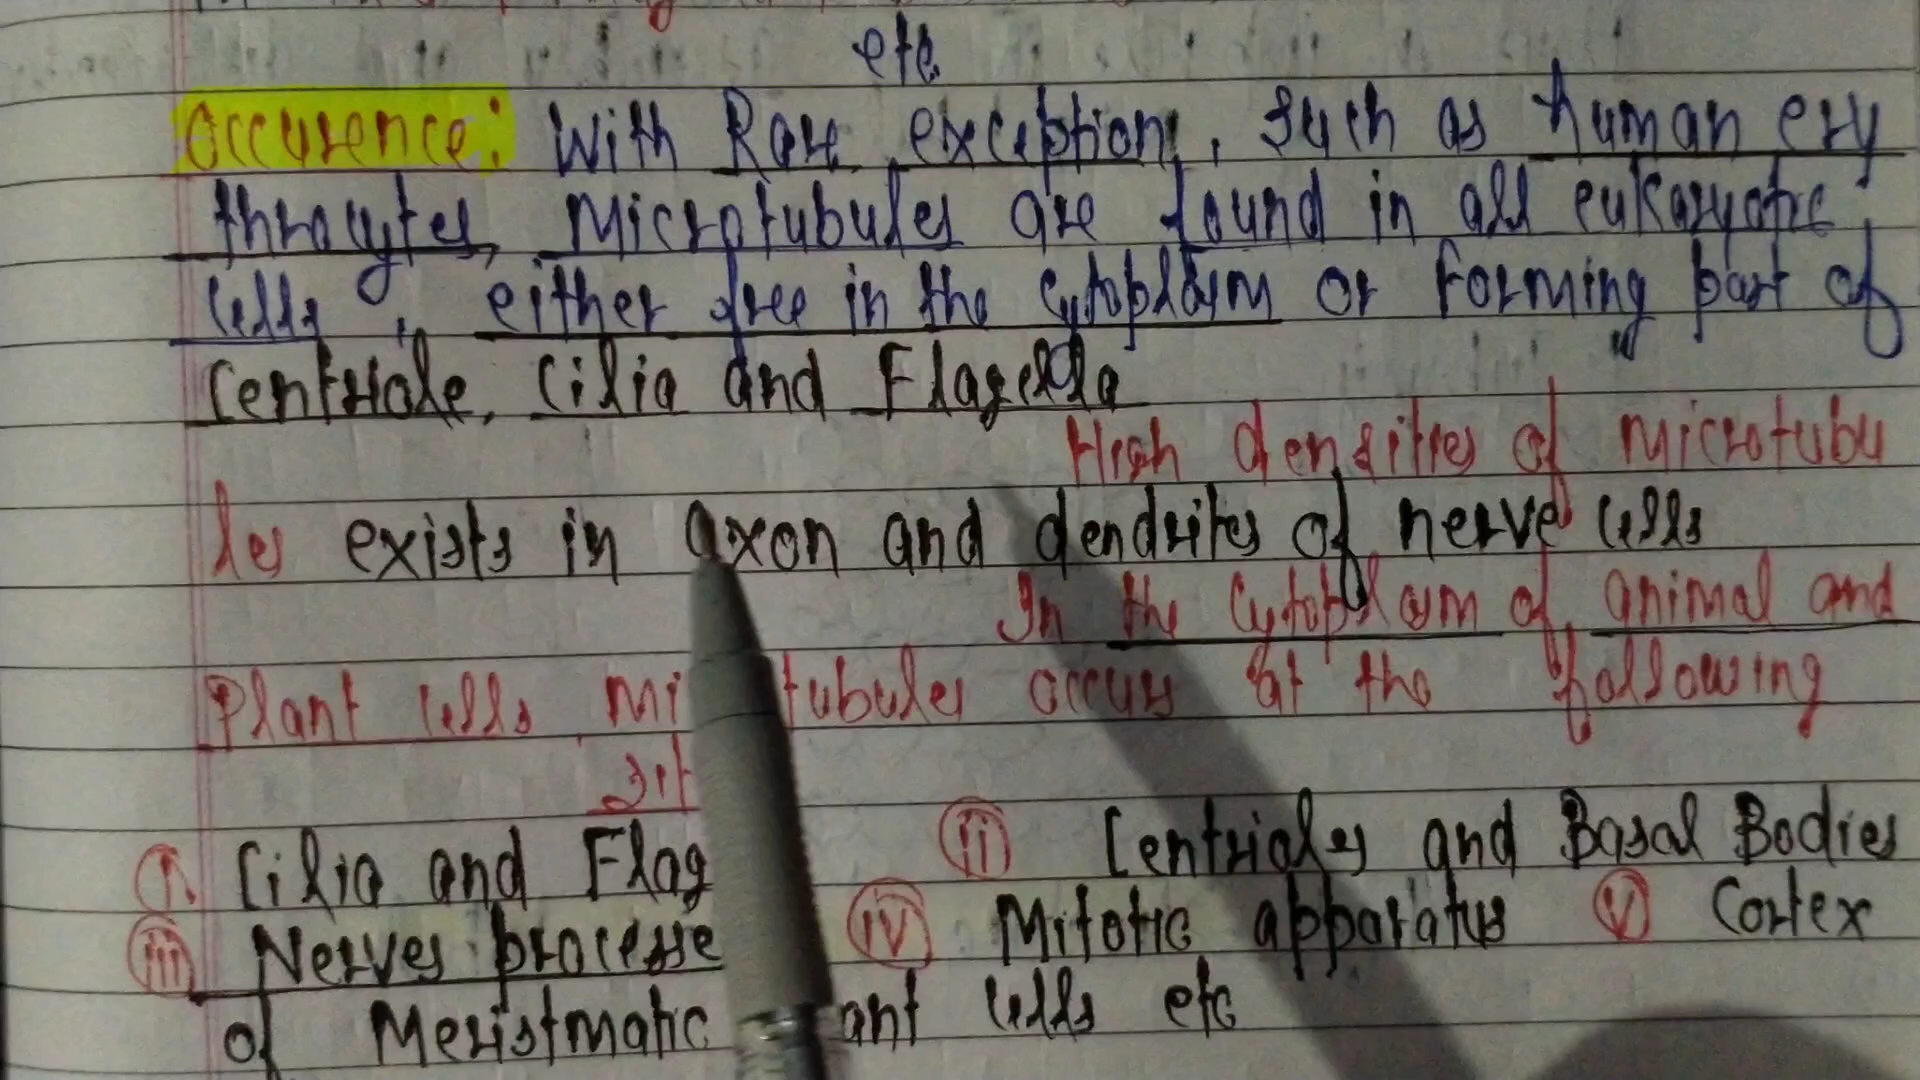 etc.
Occurence: With Rare exception, such as human ery
throcytes, Microtubules are found in all eukaryotic
cells, either free in the cytoplasm or Forming part of
Centriole, Cilia and Flagella
High densities of microtubu
les exists in axon and dendrites of nerve cells
In the cytoplasm of animal and
Plant cells, mi tubules occurs at the following
sit
i. Cilia and Flag (ii) Centrioles and Basal Bodies
(iii) Nerves processe (iv) Mitotic apparatus (v) Cortex
of Meristmatic ant cells etc